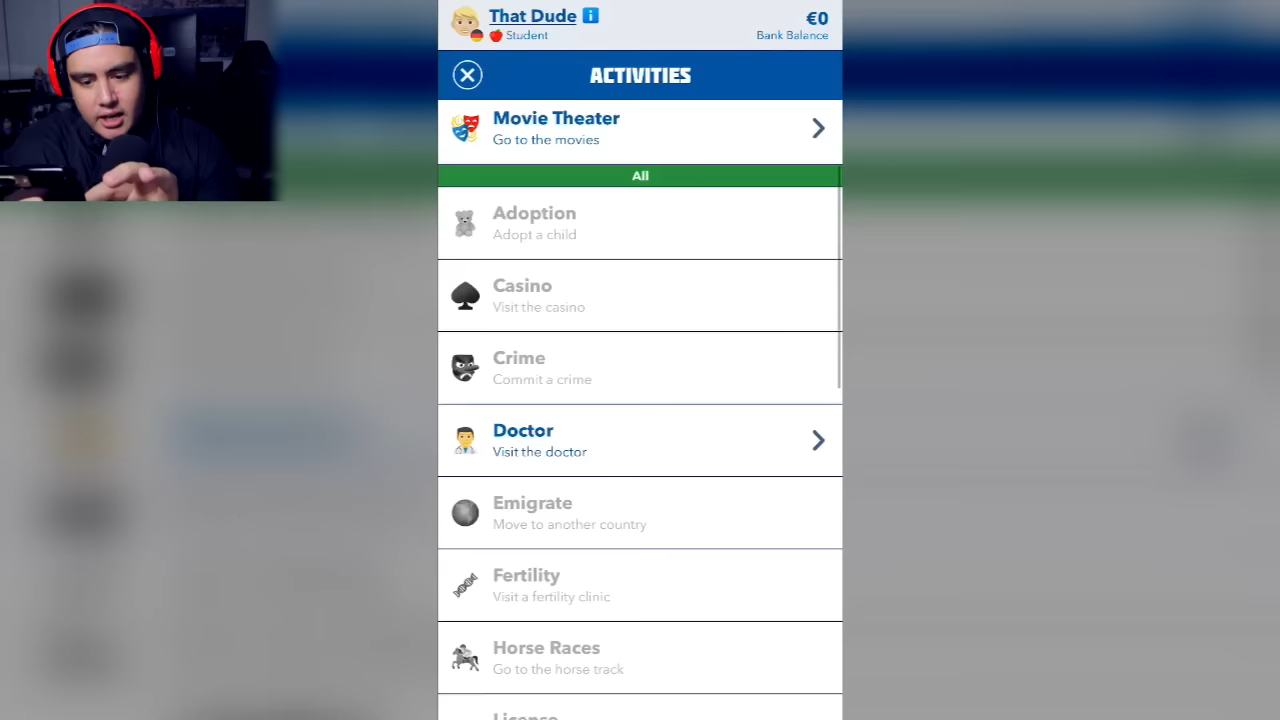 That Dude
€0
Student
Bank Balance
ACTIVITIES
Movie Theater
Go to the movies
All
Adoption
Adopt a child
Casino
Visit the casino
Crime
Commit a crime
Doctor
Visit the doctor
Emigrate
Move to another country
Fertility
Visit a fertility clinic
Horse Races
Go to the horse track
License